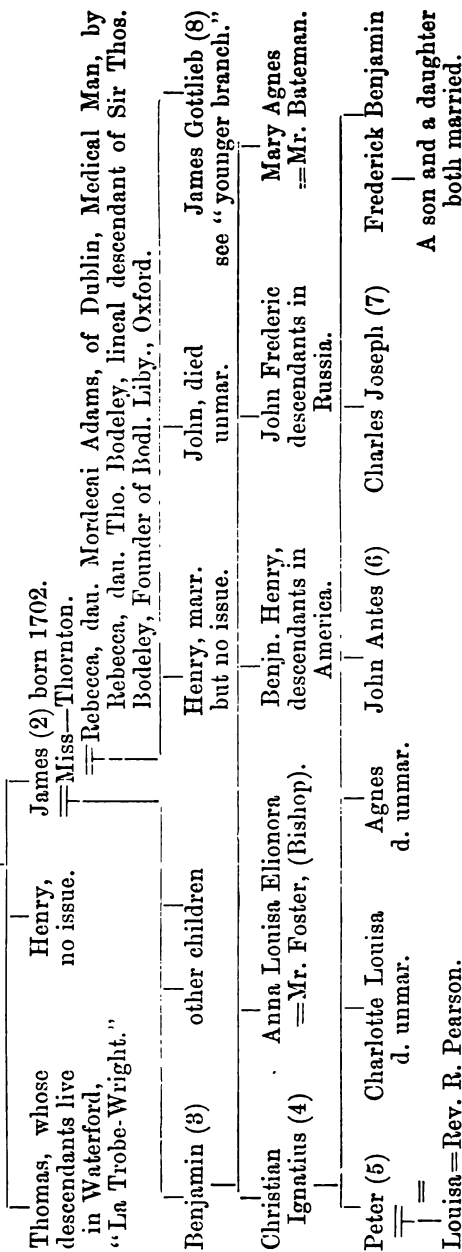 Thomas, whose
descendants live
in Waterford,
"La Trobe-Wright."
Henry,
no issue.
James (2) born 1702.
=Miss—Thornton.
=Rebecca, dau. Mordecai Adams, of Dublin, Medical Man, by
Rebecca, dau. Tho. Bodeley, lineal descendant of Sir Thos.
Bodeley, Founder of Bodl. Liby., Oxford.
Benjamin (3)
other children
Henry, marr.
but no issue.
John, died
unmar.
James Gottlieb (8)
see "younger branch."
Christian
Ignatius (4)
Anna Louisa Elionora
=Mr. Foster, (Bishop).
Benjn. Henry,
descendants in
America.
John Frederic
descendants in
Russia.
Mary Agnes
=Mr. Bateman.
Peter (5)
=
Louisa=Rev. R. Pearson.
Charlotte Louisa
d. unmar.
Agnes
d. unmar.
John Antes (6)
Charles Joseph (7)
Frederick Benjamin
A son and a daughter
both married.